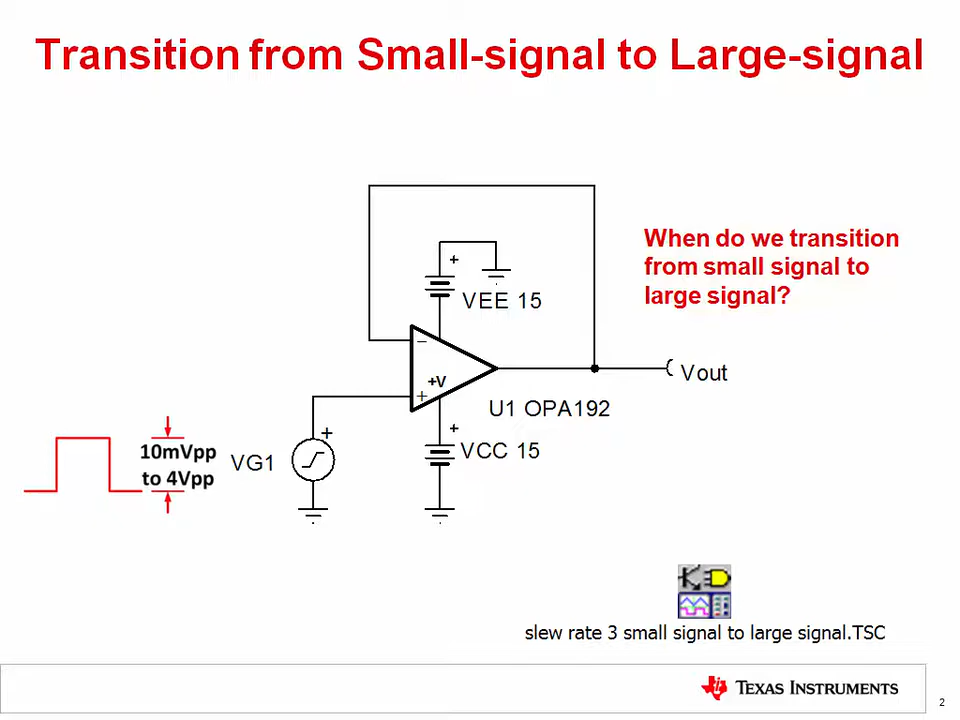 Transition from Small-signal to Large-signal
When do we transition
from small signal to
large signal?
+
VEE 15
−
+V
+
Vout
U1 OPA192
+
VCC 15
+
VG1
10mVpp
to 4Vpp
slew rate 3 small signal to large signal.TSC
TEXAS INSTRUMENTS
2